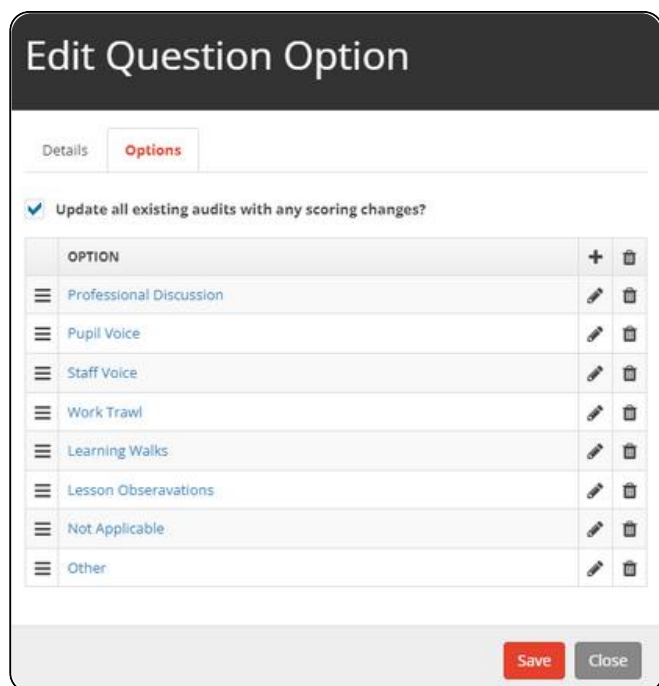 Edit Question Option
Details Options
Update all existing audits with any scoring changes?
OPTION
Professional Discussion
Pupil Voice
Staff Voice
Work Trawl
Learning Walks
Lesson Obseravations
Not Applicable
Other
Save Close